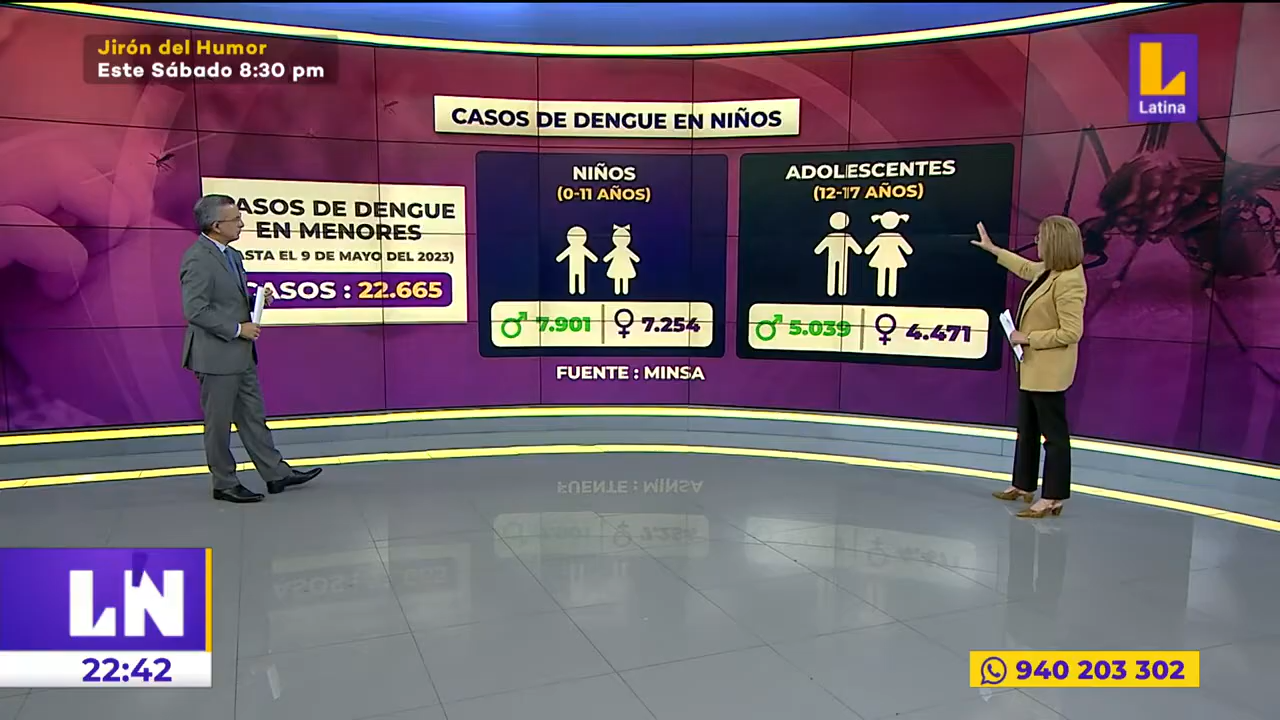 Jirón del Humor
Este Sábado 8:30 pm
Latina
CASOS DE DENGUE EN NIÑOS
ASOS DE DENGUE
EN MENORES
ASTA EL 9 DE MAYO DEL 2023)
CASOS : 22.665
NIÑOS
(0-11 AÑOS)
7.901
7.254
ADOLESCENTES
(12-17 AÑOS)
5.039
4.471
FUENTE : MINSA
LN
22:42
940 203 302